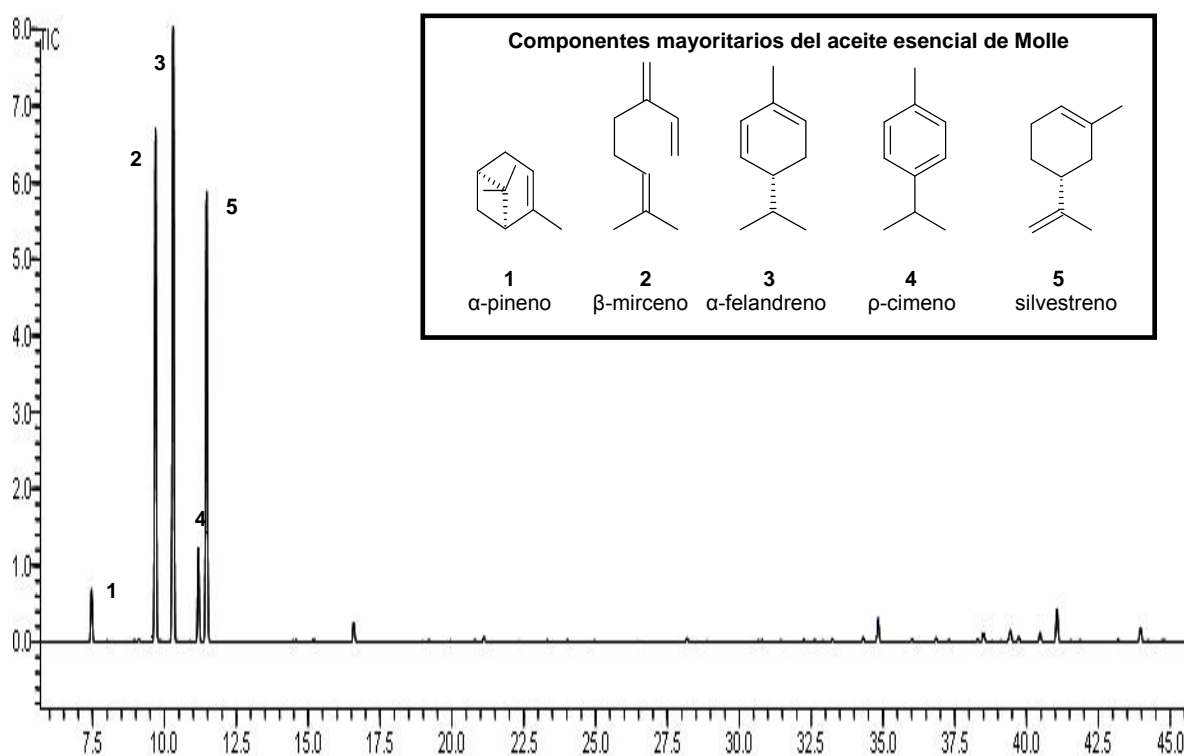 8.0
TIC
7.0
6.0
5.0
4.0
3.0
2.0
1.0
0.0
3
2
5
4
1
Componentes mayoritarios del aceite esencial de Molle
1 2 3 4 5
α-pineno β-mirceno α-felandreno ρ-cimeno silvestreno
7.5 10.0 12.5 15.0 17.5 20.0 22.5 25.0 27.5 30.0 32.5 35.0 37.5 40.0 42.5 45.0